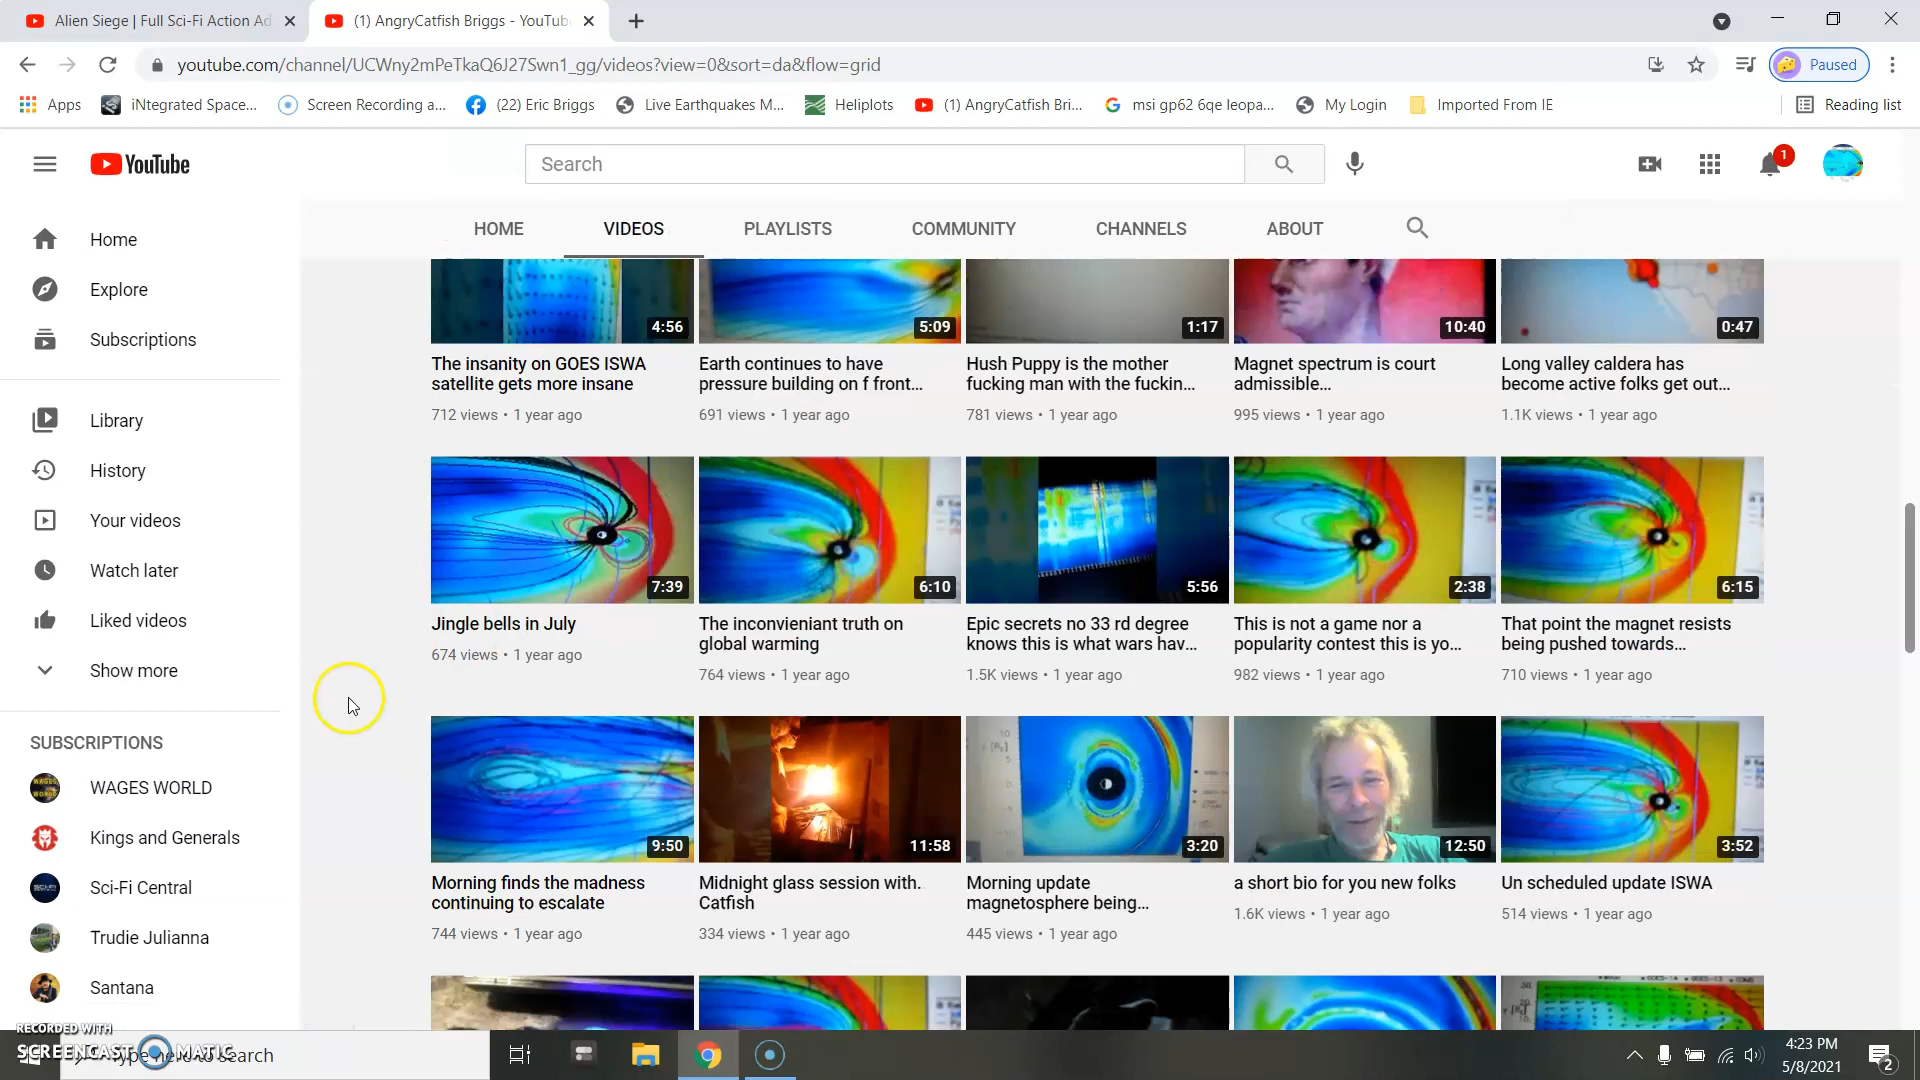 Alien Siege | Full Sci-Fi Action Ad
(1) AngryCatfish Briggs - YouTub
youtube.com/channel/UCWny2mPeTkaQ6J27Swn1_gg/videos?view=0&sort=da&flow=grid
Paused
Apps
iNtegrated Space...
Screen Recording a...
(22) Eric Briggs
Live Earthquakes M...
Heliplots
(1) AngryCatfish Bri...
msi gp62 6qe leopa...
My Login
Imported From IE
Reading list
YouTube
Search
1
HOME
VIDEOS
PLAYLISTS
COMMUNITY
CHANNELS
ABOUT
Home
Explore
Subscriptions
Library
History
Your videos
Watch later
Liked videos
Show more
SUBSCRIPTIONS
WAGES WORLD
Kings and Generals
Sci-Fi Central
Trudie Julianna
Santana
4:56
The insanity on GOES ISWA
satellite gets more insane
712 views • 1 year ago
5:09
Earth continues to have
pressure building on f front...
691 views • 1 year ago
1:17
Hush Puppy is the mother
fucking man with the fuckin...
781 views • 1 year ago
10:40
Magnet spectrum is court
admissible...
995 views • 1 year ago
0:47
Long valley caldera has
become active folks get out...
1.1K views • 1 year ago
7:39
Jingle bells in July
674 views • 1 year ago
6:10
The inconvieniant truth on
global warming
764 views • 1 year ago
5:56
Epic secrets no 33 rd degree
knows this is what wars hav...
1.5K views • 1 year ago
2:38
This is not a game nor a
popularity contest this is yo...
982 views • 1 year ago
6:15
That point the magnet resists
being pushed towards...
710 views • 1 year ago
9:50
Morning finds the madness
continuing to escalate
744 views • 1 year ago
11:58
Midnight glass session with.
Catfish
334 views • 1 year ago
3:20
Morning update
magnetosphere being...
445 views • 1 year ago
12:50
a short bio for you new folks
1.6K views • 1 year ago
3:52
Un scheduled update ISWA
514 views • 1 year ago
RECORDED WITH
SCREENCAST MATIC
Type here to search
4:23 PM
5/8/2021
2